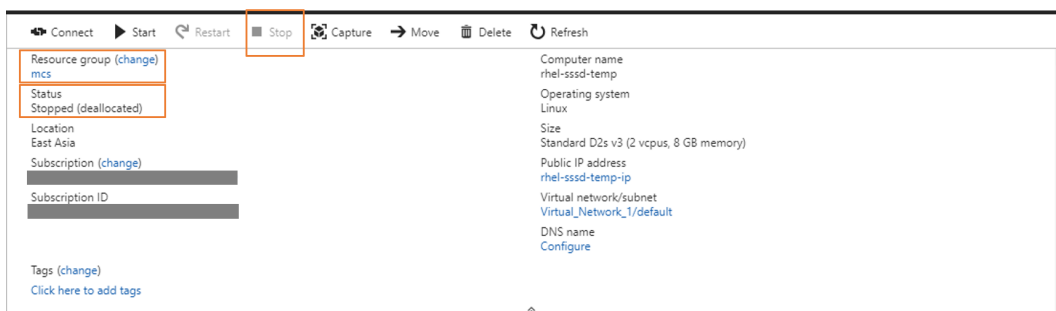 Connect Start Restart Stop Capture Move Delete Refresh
Resource group (change)
mcs
Status
Stopped (deallocated)
Location
East Asia
Subscription (change)
Subscription ID
Tags (change)
Click here to add tags
Computer name
rhel-sssd-temp
Operating system
Linux
Size
Standard D2s v3 (2 vcpus, 8 GB memory)
Public IP address
rhel-sssd-temp-ip
Virtual network/subnet
Virtual_Network_1/default
DNS name
Configure